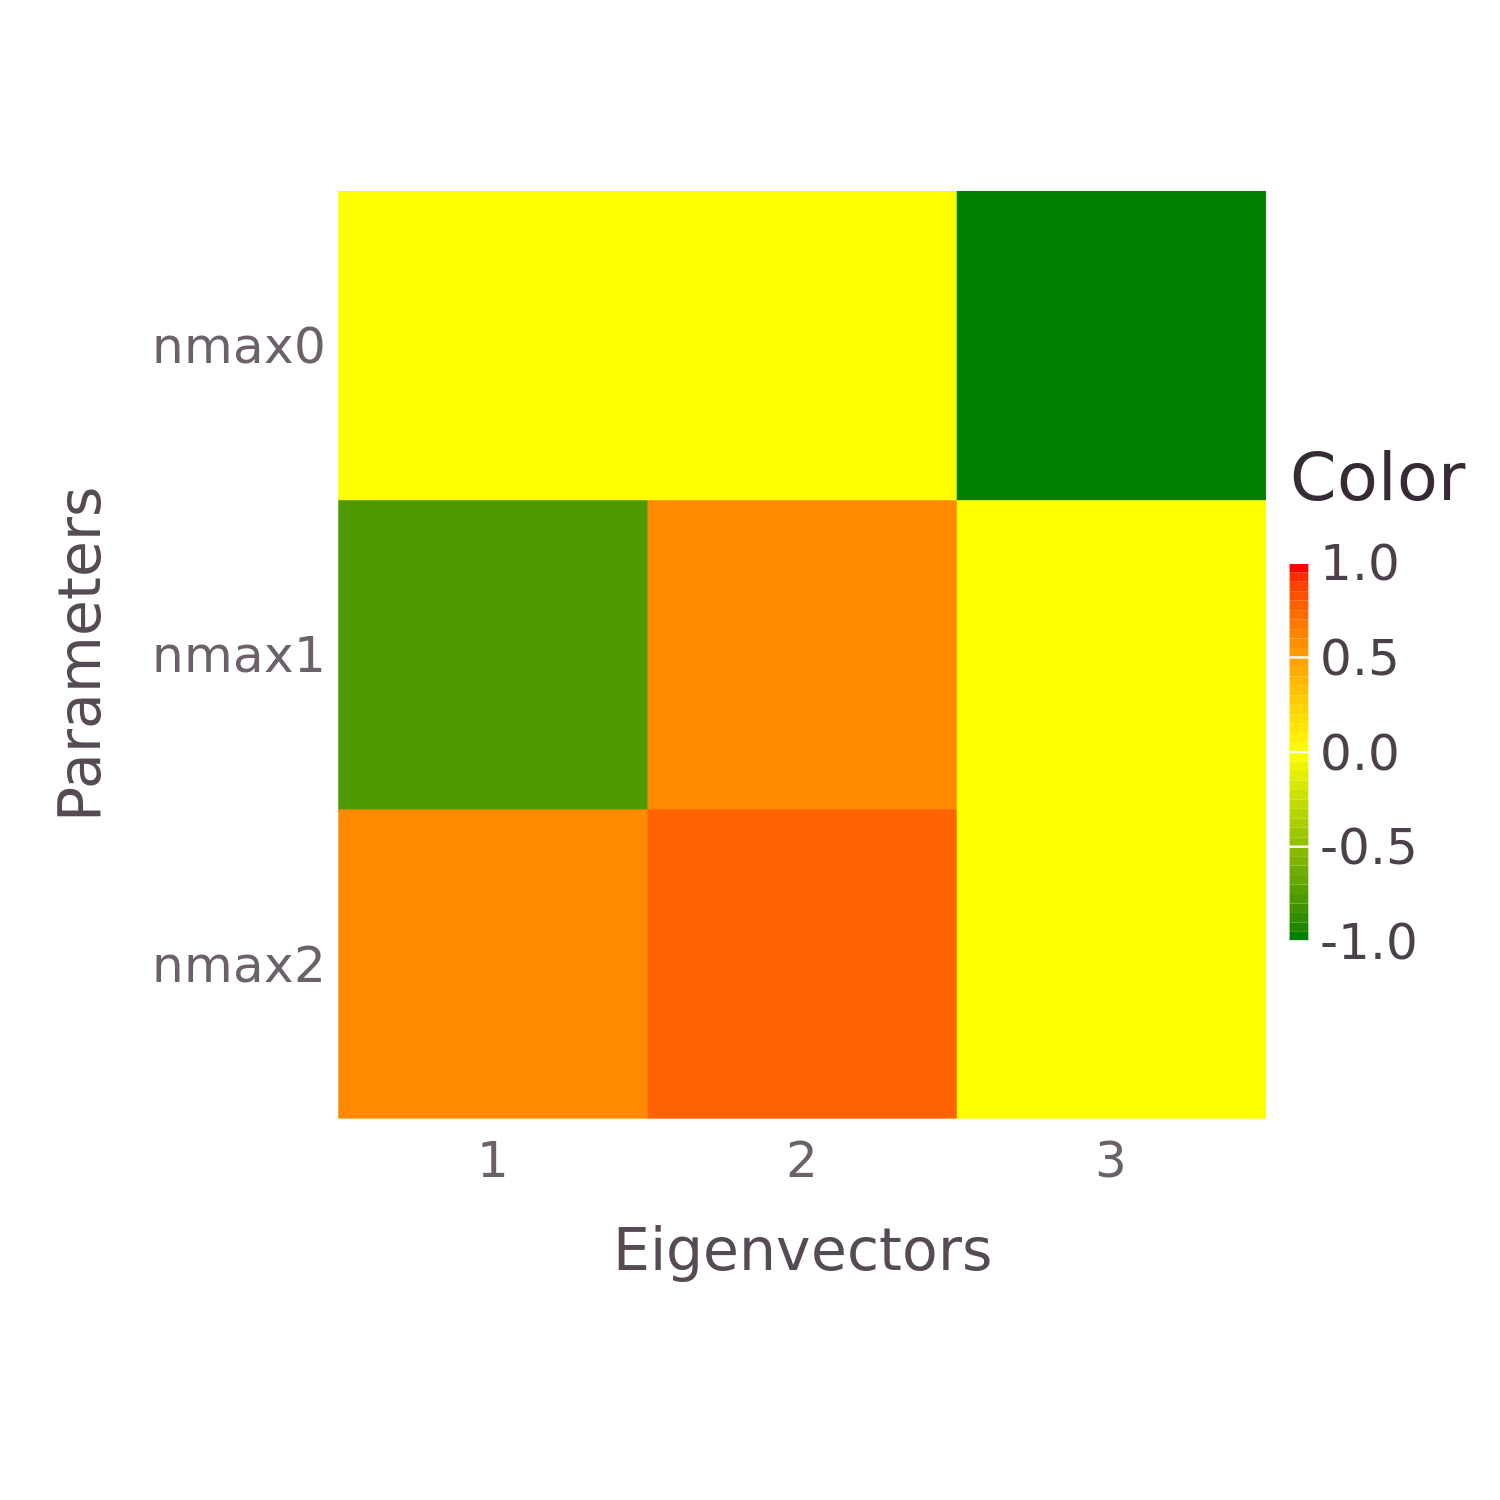 Parameters
nmax0
nmax1
nmax2
1 2 3
Eigenvectors
Color
1.0
0.5
0.0
-0.5
-1.0